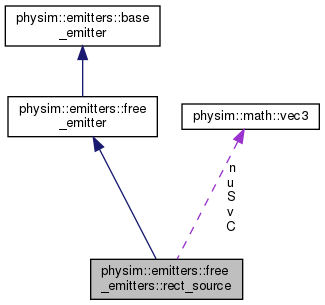 physim::emitters::base
_emitter
physim::emitters::free
_emitter
physim::math::vec3
n
u
S
v
C
physim::emitters::free
_emitters::rect_source